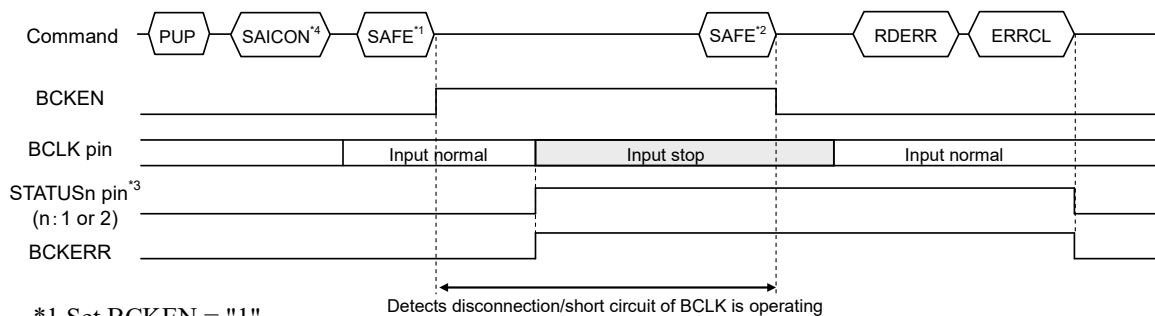 Command PUP SAICON*4 SAFE*1 SAFE*2 RDERR ERRCL
BCKEN
BCLK pin Input normal Input stop Input normal
STATUSn pin*3
(n:1 or 2)
BCKERR
Detects disconnection/short circuit of BCLK is operating
*1 Set BCKEN = "1"